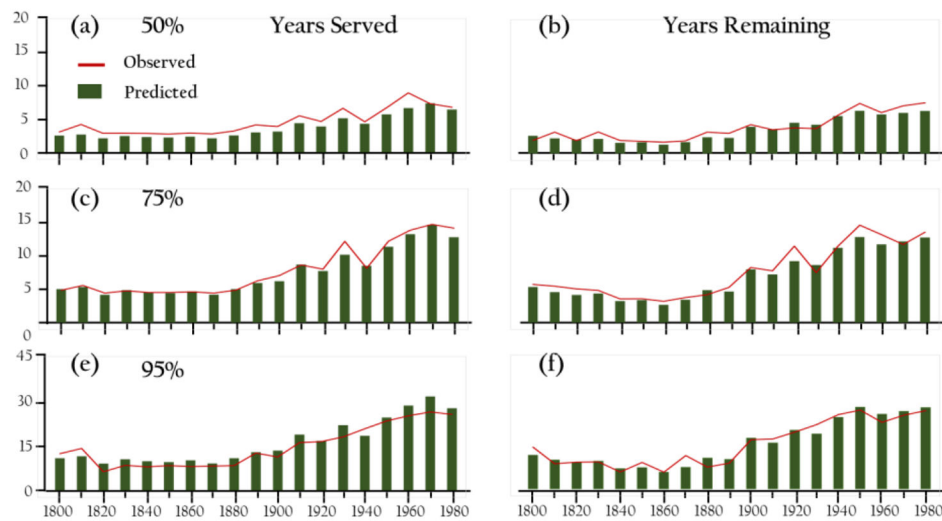 20
(a)
50%
Years Served
(b)
Years Remaining
15
Observed
10
Predicted
5
0
20
(c)
75%
(d)
15
10
5
0
45
(e)
95%
(f)
30
15
0
1800 1820 1840 1860 1880 1900 1920 1940 1960 1980
1800 1820 1840 1860 1880 1900 1920 1940 1960 1980